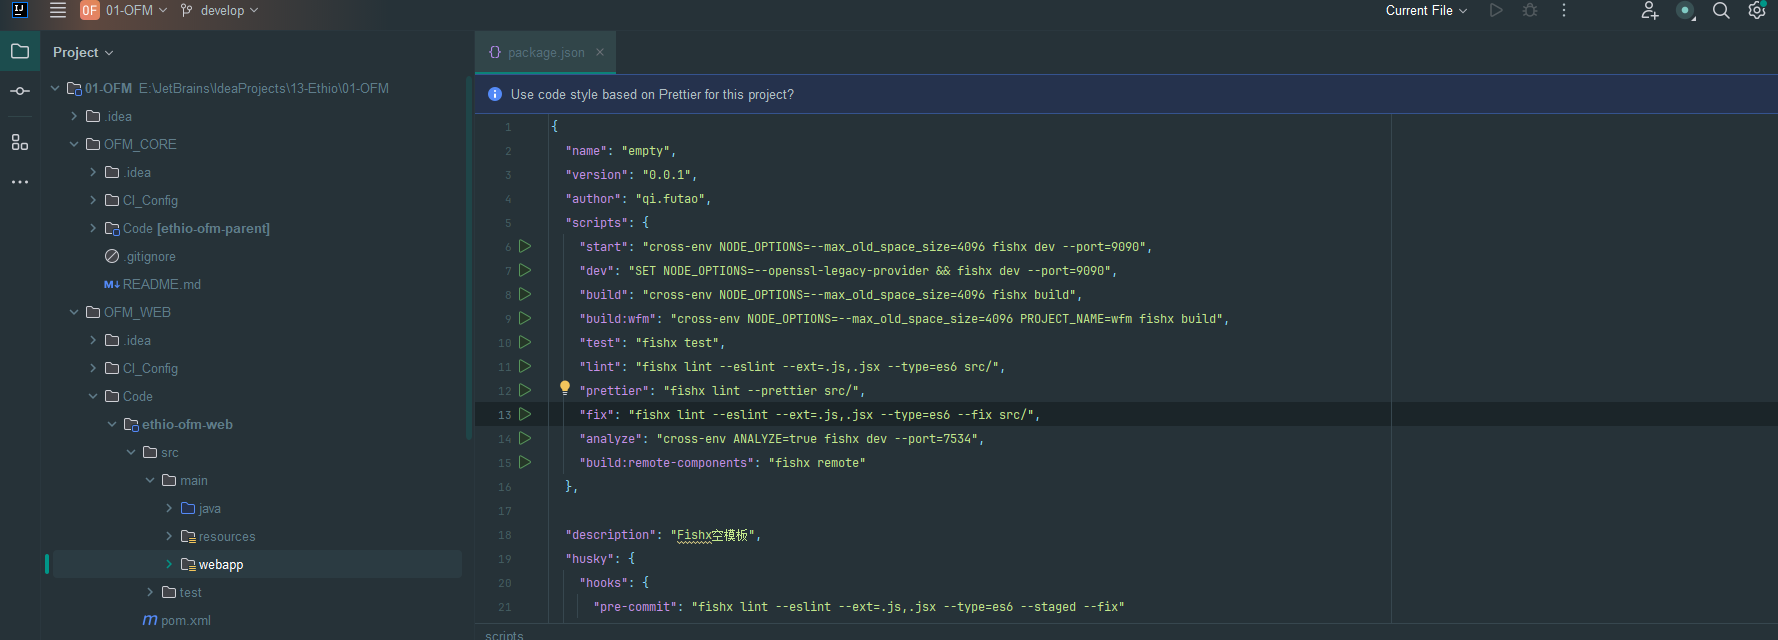 IJ
OF 01-OFM develop Current File
Project
package.json
01-OFM E:\JetBrains\IdeaProjects\13-Ethio\01-OFM
.idea
OFM_CORE
.idea
CI_Config
Code [ethio-ofm-parent]
.gitignore
M↓ README.md
OFM_WEB
.idea
CI_Config
Code
ethio-ofm-web
src
main
java
resources
webapp
test
m pom.xml
Use code style based on Prettier for this project?
1 {
2 "name": "empty",
3 "version": "0.0.1",
4 "author": "qi.futao",
5 "scripts": {
6 "start": "cross-env NODE_OPTIONS=--max_old_space_size=4096 fishx dev --port=9090",
7 "dev": "SET NODE_OPTIONS=--openssl-legacy-provider && fishx dev --port=9090",
8 "build": "cross-env NODE_OPTIONS=--max_old_space_size=4096 fishx build",
9 "build:wfm": "cross-env NODE_OPTIONS=--max_old_space_size=4096 PROJECT_NAME=wfm fishx build",
10 "test": "fishx test",
11 "lint": "fishx lint --eslint --ext=.js,.jsx --type=es6 src/",
12 "prettier": "fishx lint --prettier src/",
13 "fix": "fishx lint --eslint --ext=.js,.jsx --type=es6 --fix src/",
14 "analyze": "cross-env ANALYZE=true fishx dev --port=7534",
15 "build:remote-components": "fishx remote"
16 },
17
18 "description": "Fishx空模板",
19 "husky": {
20 "hooks": {
21 "pre-commit": "fishx lint --eslint --ext=.js,.jsx --type=es6 --staged --fix"
scripts